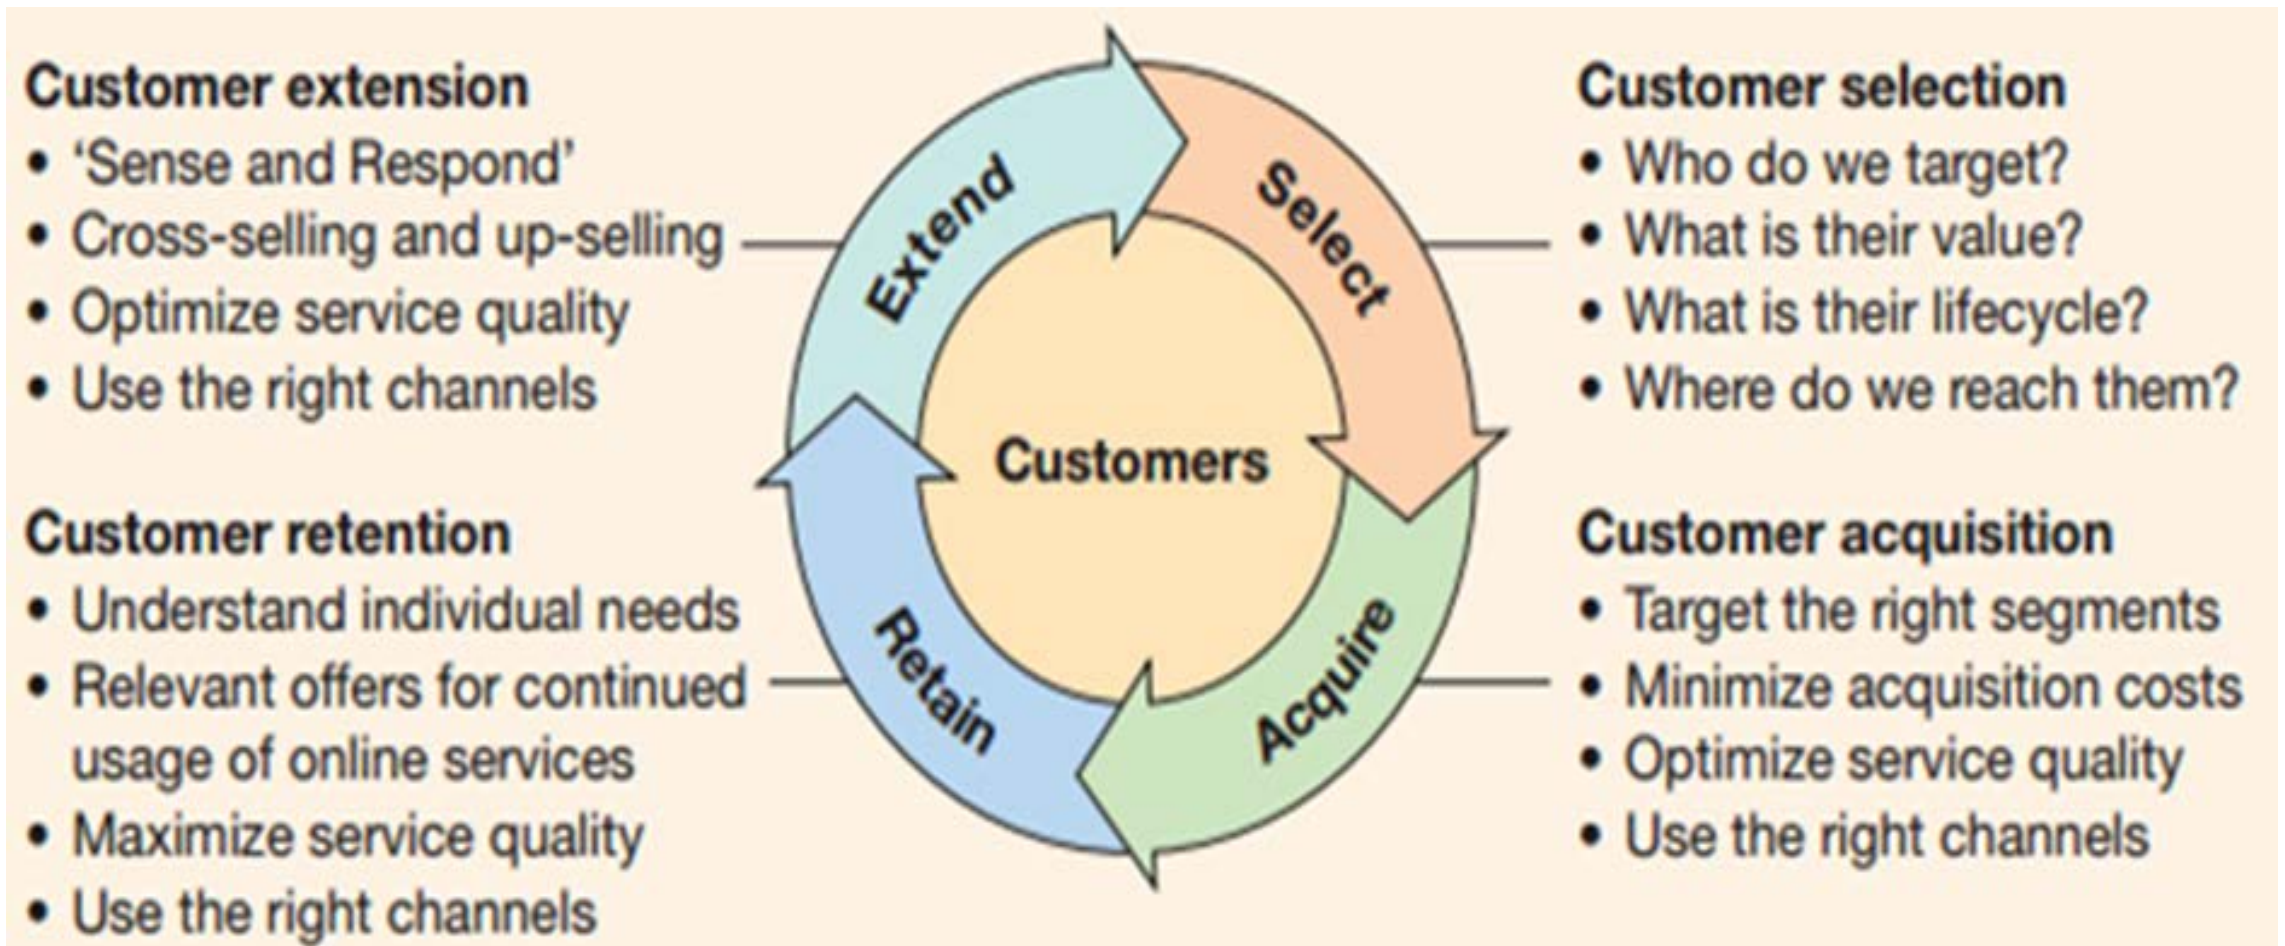 Customer extension
• ‘Sense and Respond’
• Cross-selling and up-selling
• Optimize service quality
• Use the right channels
Customer retention
• Understand individual needs
• Relevant offers for continued
usage of online services
• Maximize service quality
• Use the right channels
Extend
Select
Customers
Retain
Acquire
Customer selection
• Who do we target?
• What is their value?
• What is their lifecycle?
• Where do we reach them?
Customer acquisition
• Target the right segments
• Minimize acquisition costs
• Optimize service quality
• Use the right channels